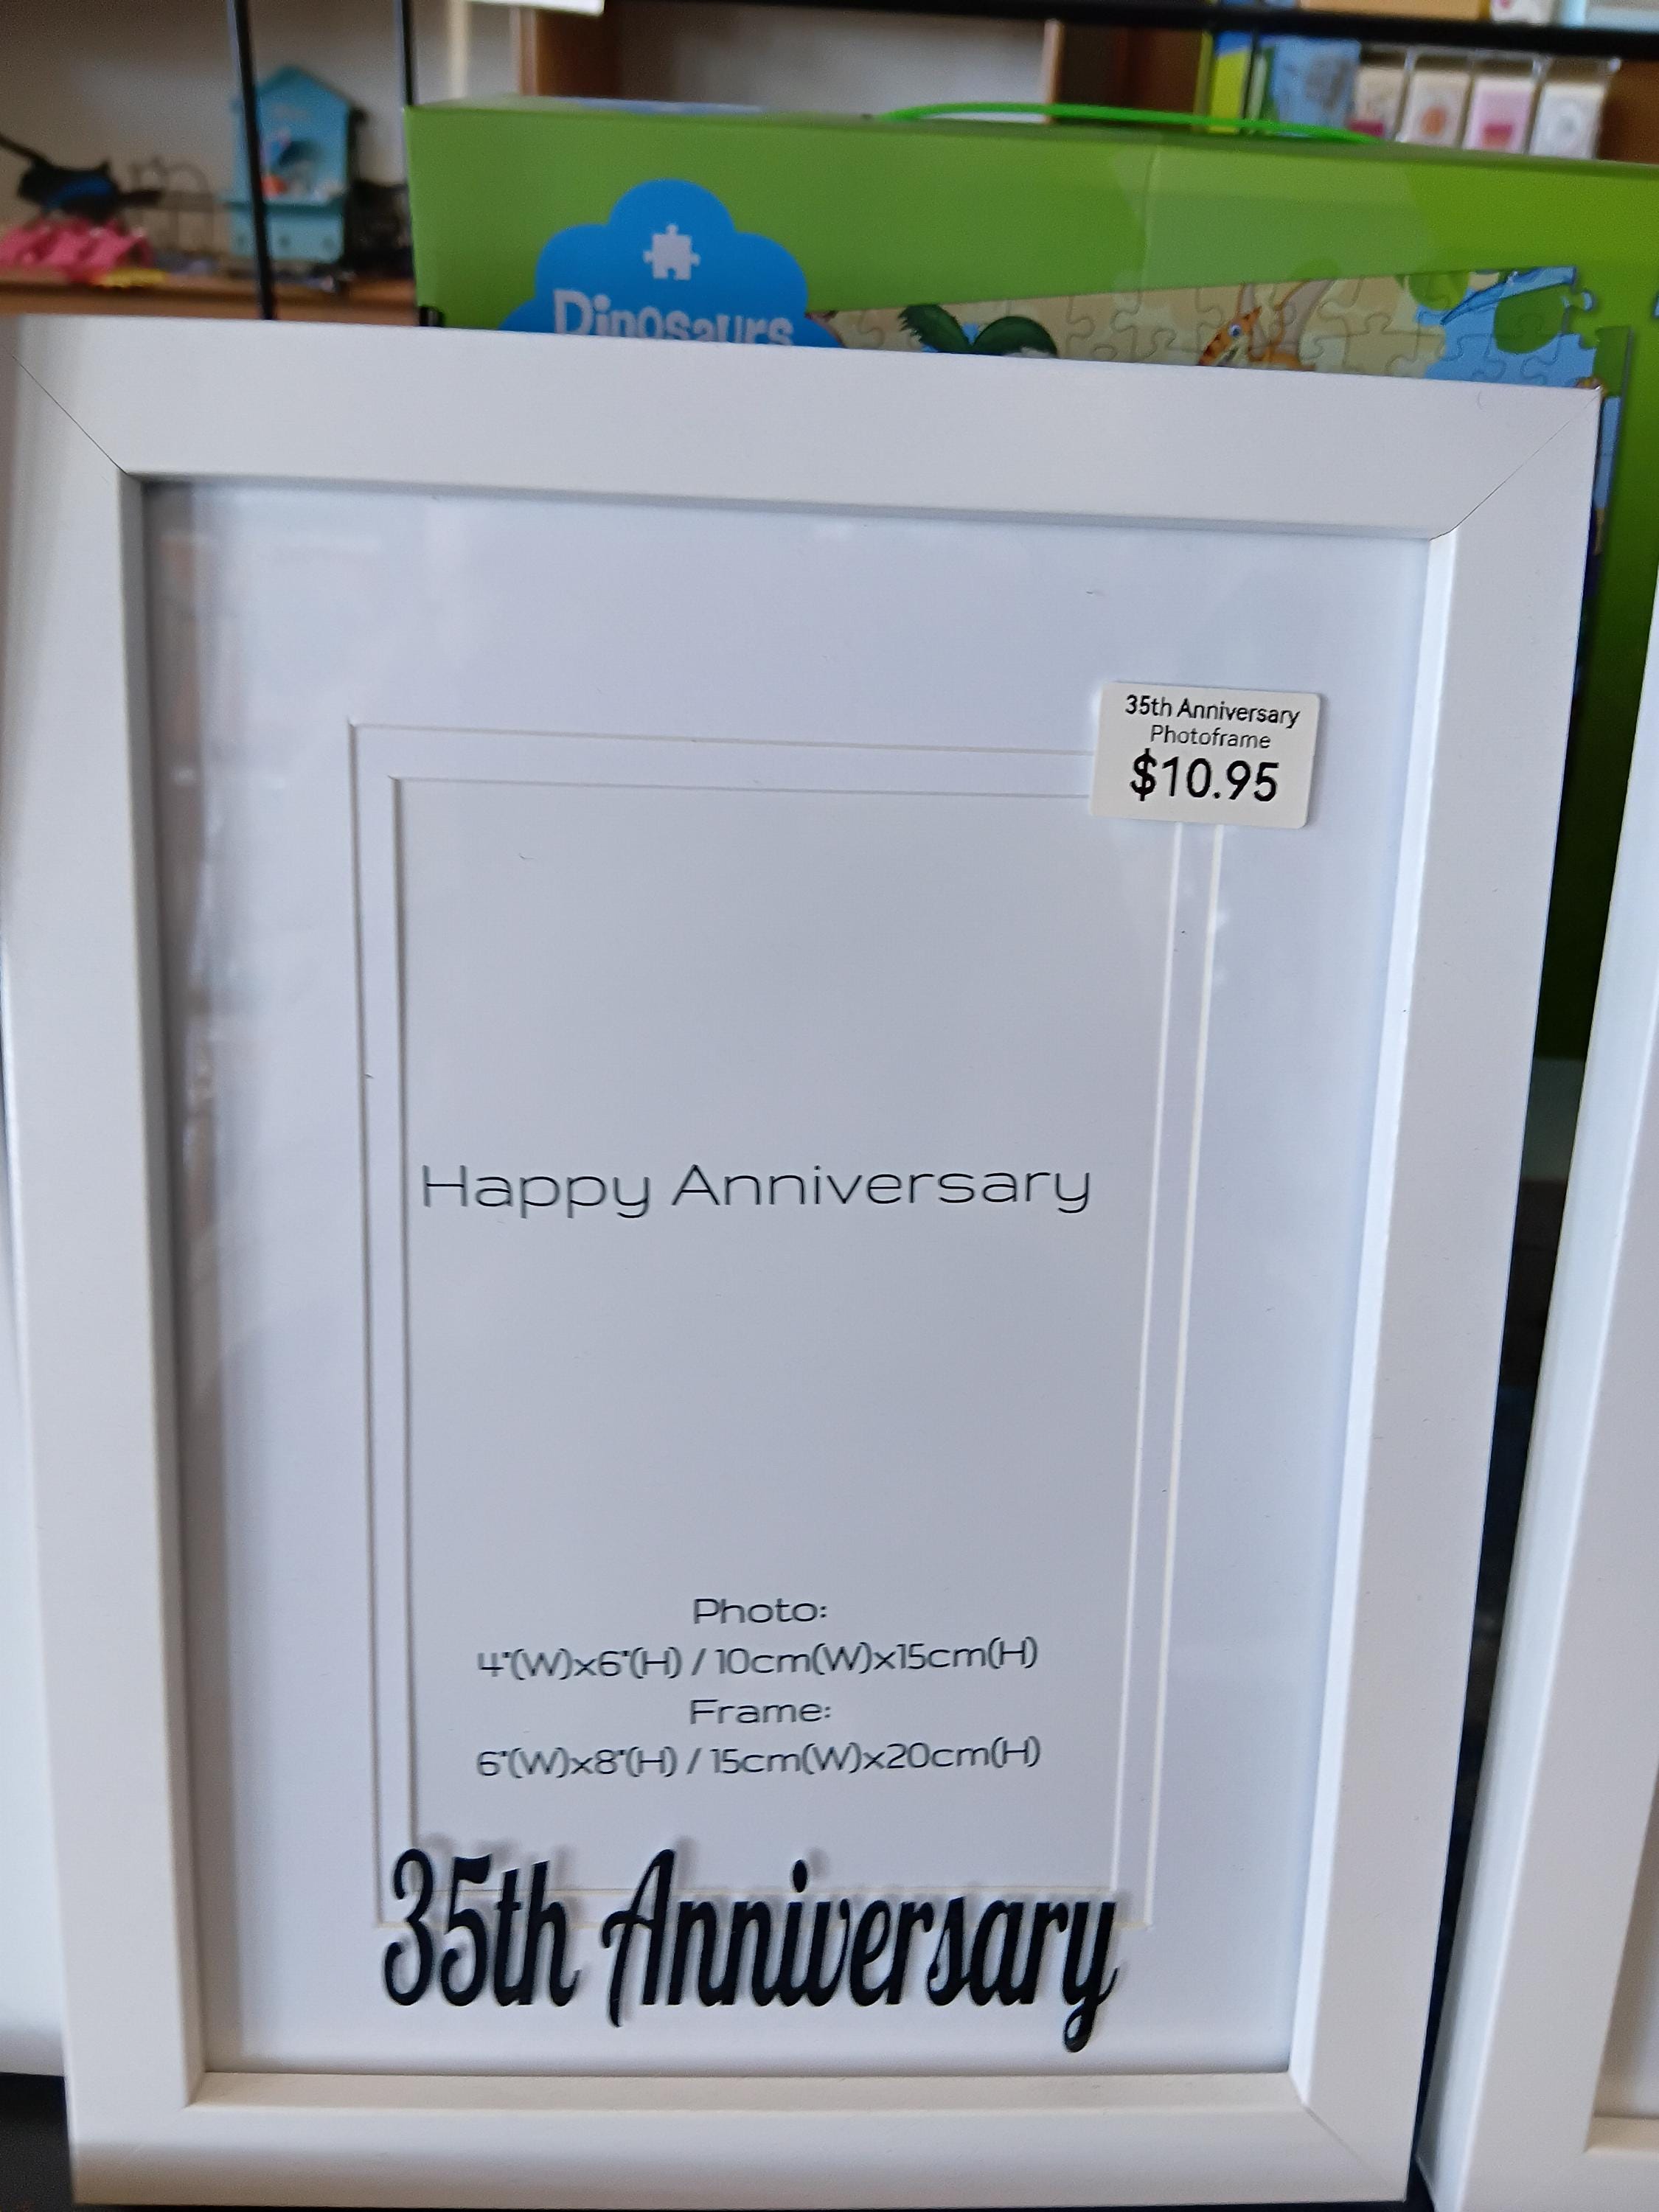 Dinosaurs
35th Anniversary
Photoframe
$10.95
Happy Anniversary
Photo:
4"(W)x6"(H) / 10cm(W)x15cm(H)
Frame:
6"(W)x8"(H) / 15cm(W)x20cm(H)
35th Anniversary